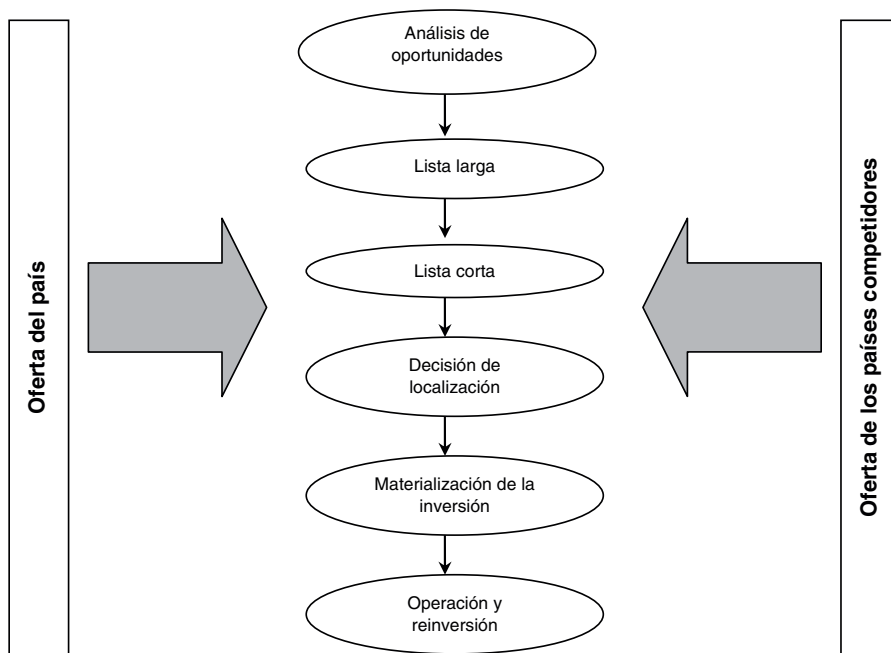 Oferta del país
Análisis de
oportunidades
Lista larga
Lista corta
Decisión de
localización
Materialización de la
inversión
Operación y
reinversión
Oferta de los países competidores